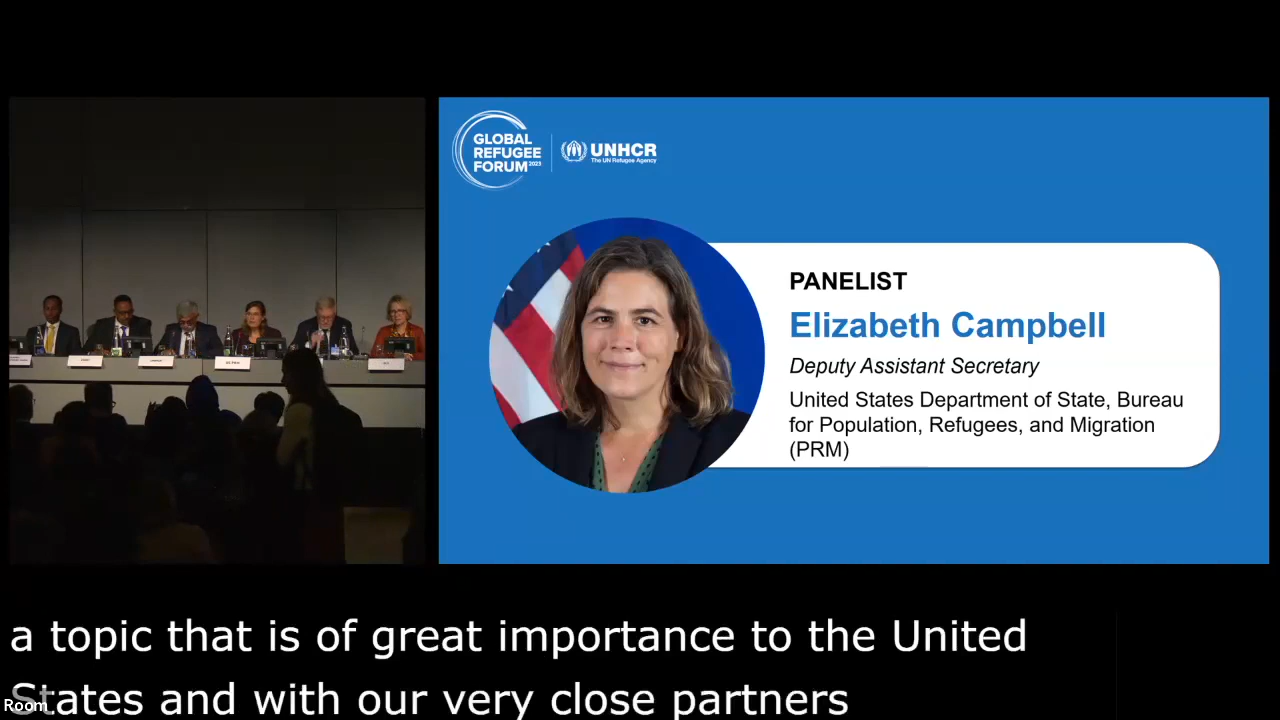 GLOBAL
REFUGEE
FORUM 2023
UNHCR
The UN Refugee Agency
PANELIST
Elizabeth Campbell
Deputy Assistant Secretary
United States Department of State, Bureau
for Population, Refugees, and Migration
(PRM)
a topic that is of great importance to the United
States and with our very close partners
Room